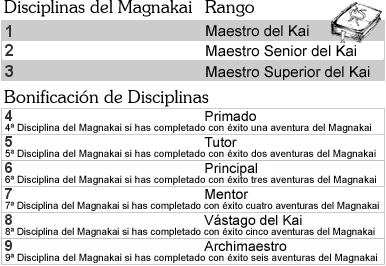 Disciplinas del Magnakai Rango
1 Maestro del Kai
2 Maestro Senior del Kai
3 Maestro Superior del Kai
Bonificación de Disciplinas
4 Primado
4ª Disciplina del Magnakai si has completado con éxito una aventura del Magnakai
5 Tutor
5ª Disciplina del Magnakai si has completado con éxito dos aventuras del Magnakai
6 Principal
6ª Disciplina del Magnakai si has completado con éxito tres aventuras del Magnakai
7 Mentor
7ª Disciplina del Magnakai si has completado con éxito cuatro aventuras del Magnakai
8 Vástago del Kai
8ª Disciplina del Magnakai si has completado con éxito cinco aventuras del Magnakai
9 Archimaestro
9ª Disciplina del Magnakai si has completado con éxito seis aventuras del Magnakai